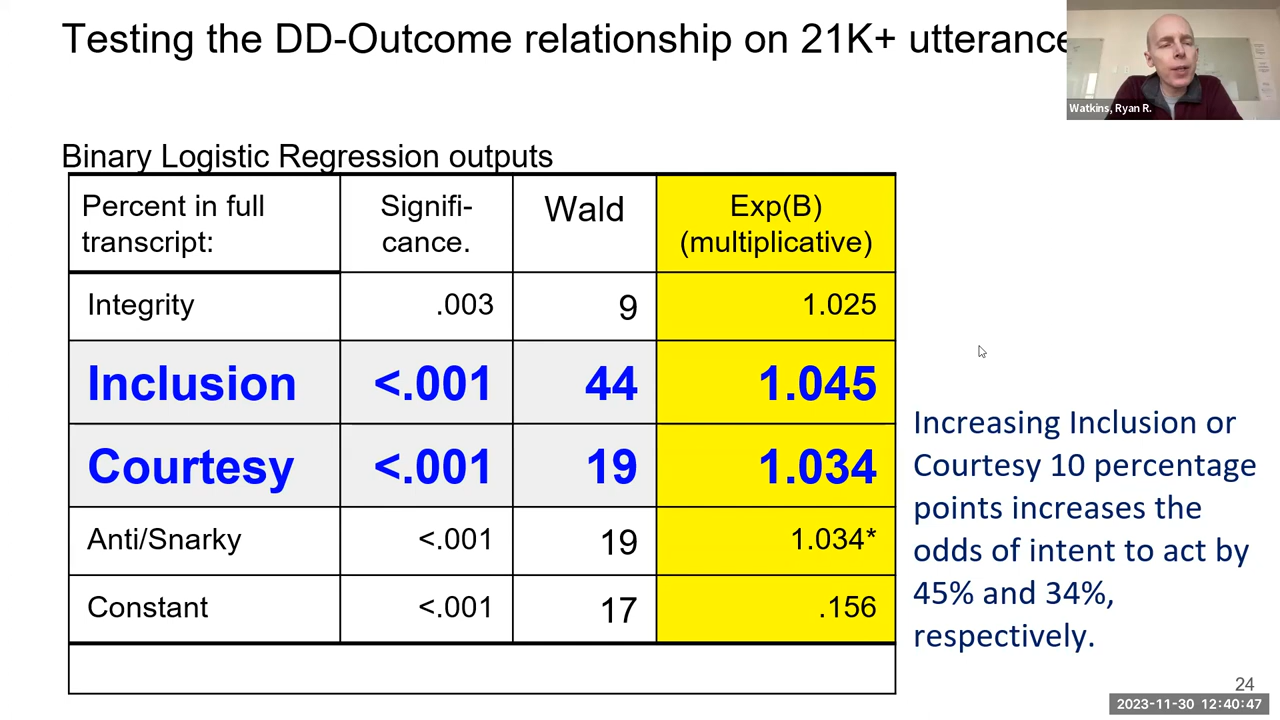 Testing the DD-Outcome relationship on 21K+ utterance
Watkins, Ryan R.
Binary Logistic Regression outputs
Percent in full transcript: Signifi-cance. Wald Exp(B) (multiplicative)
Integrity .003 9 1.025
Inclusion <.001 44 1.045
Courtesy <.001 19 1.034
Anti/Snarky <.001 19 1.034*
Constant <.001 17 .156
Increasing Inclusion or
Courtesy 10 percentage
points increases the
odds of intent to act by
45% and 34%,
respectively.
24
2023-11-30 12:40:47